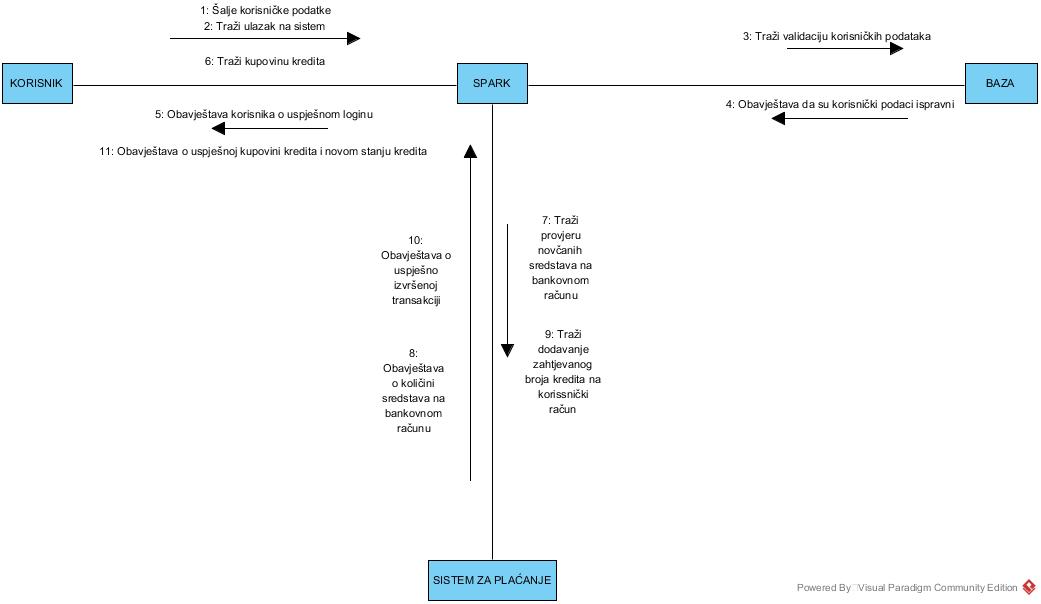 1: Šalje korisničke podatke
2: Traži ulazak na sistem
6: Traži kupovinu kredita
3: Traži validaciju korisničkih podataka
KORISNIK
SPARK
BAZA
5: Obavještava korisnika o uspješnom loginu
4: Obavještava da su korisnički podaci ispravni
11: Obavještava o uspješnoj kupovini kredita i novom stanju kredita
10:
Obavještava o
uspješno
izvršenoj
transakciji
7: Traži
provjeru
novčanih
sredstava na
bankovnom
računu
8:
Obavještava
o količini
sredstava na
bankovnom
računu
9: Traži
dodavanje
zahtjevanog
broja kredita na
korissnički
račun
SISTEM ZA PLAĆANJE
Powered By Visual Paradigm Community Edition